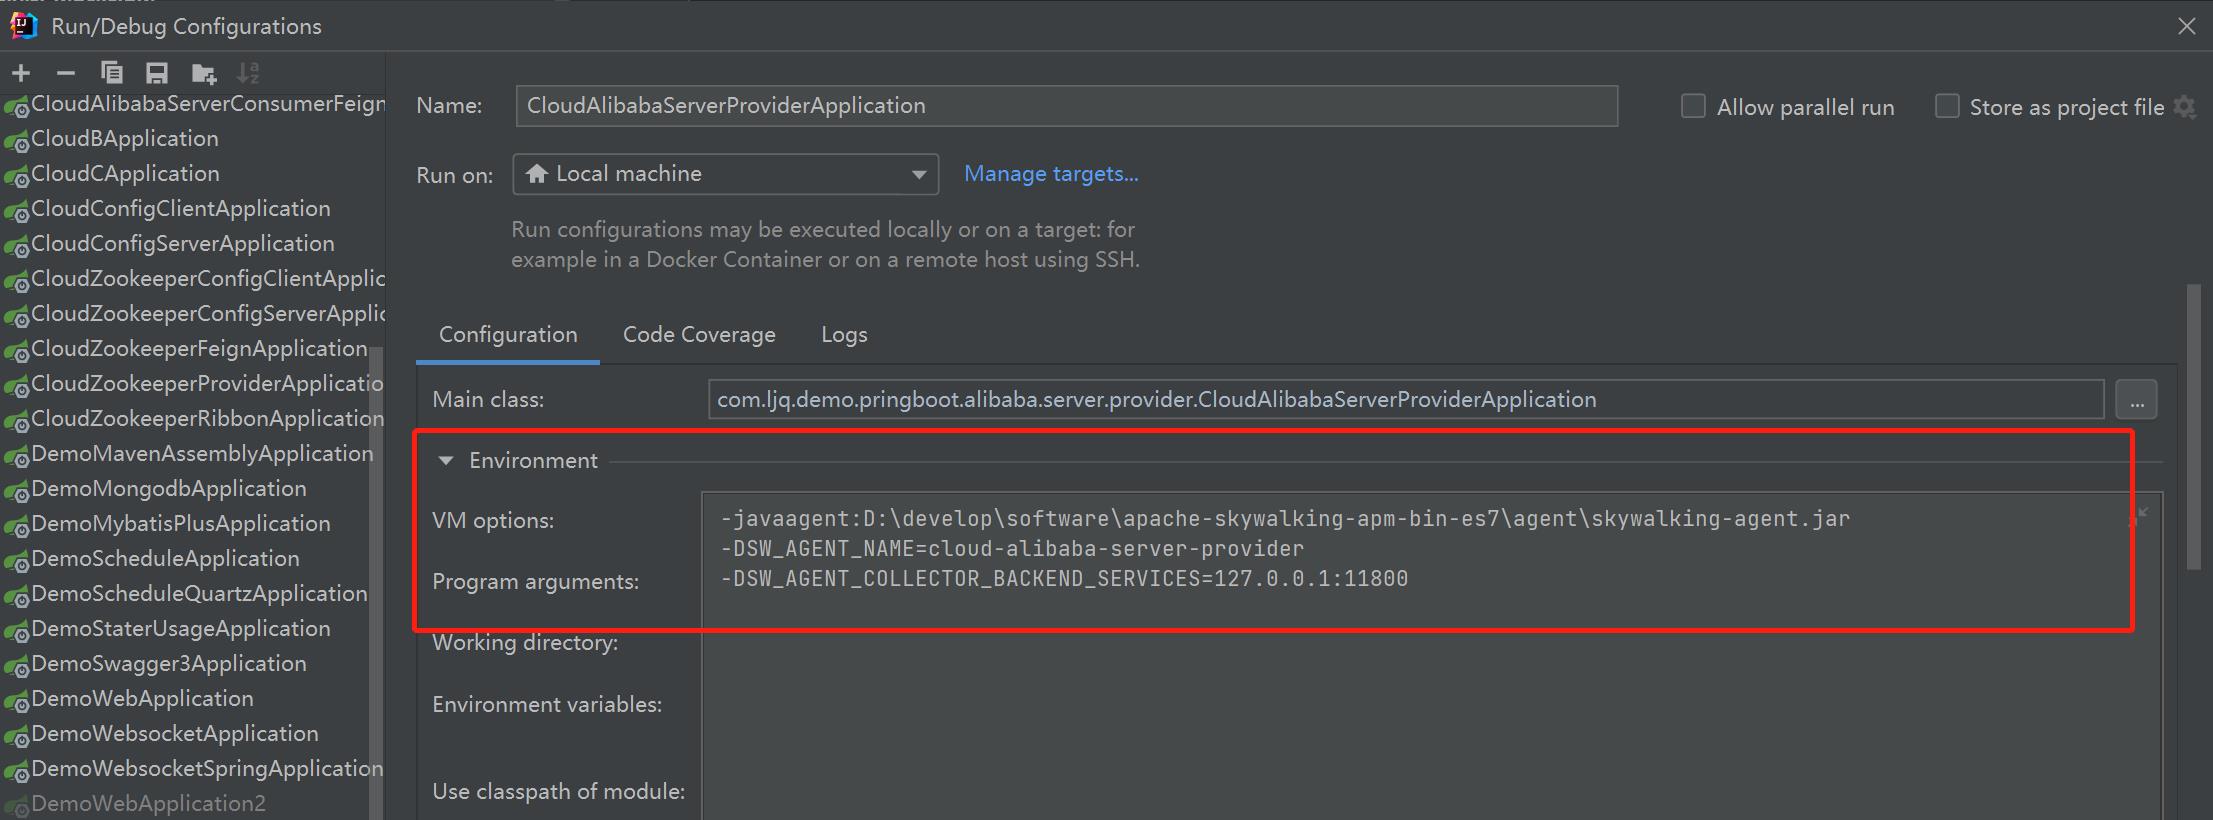 Run/Debug Configurations
CloudAlibabaServerConsumerFeign
CloudBApplication
CloudCApplication
CloudConfigClientApplication
CloudConfigServerApplication
CloudZookeeperConfigClientApplic
CloudZookeeperConfigServerApplic
CloudZookeeperFeignApplication
CloudZookeeperProviderApplicatio
CloudZookeeperRibbonApplication
DemoMavenAssemblyApplication
DemoMongodbApplication
DemoMybatisPlusApplication
DemoScheduleApplication
DemoScheduleQuartzApplication
DemoStaterUsageApplication
DemoSwagger3Application
DemoWebApplication
DemoWebsocketApplication
DemoWebsocketSpringApplication
DemoWebApplication2
Name: CloudAlibabaServerProviderApplication Allow parallel run Store as project file
Run on: Local machine Manage targets...
Run configurations may be executed locally or on a target: for
example in a Docker Container or on a remote host using SSH.
Configuration Code Coverage Logs
Main class: com.ljq.demo.pringboot.alibaba.server.provider.CloudAlibabaServerProviderApplication ...
Environment
VM options:
-javaagent:D:\develop\software\apache-skywalking-apm-bin-es7\agent\skywalking-agent.jar
-DSW_AGENT_NAME=cloud-alibaba-server-provider
-DSW_AGENT_COLLECTOR_BACKEND_SERVICES=127.0.0.1:11800
Program arguments:
Working directory:
Environment variables:
Use classpath of module: